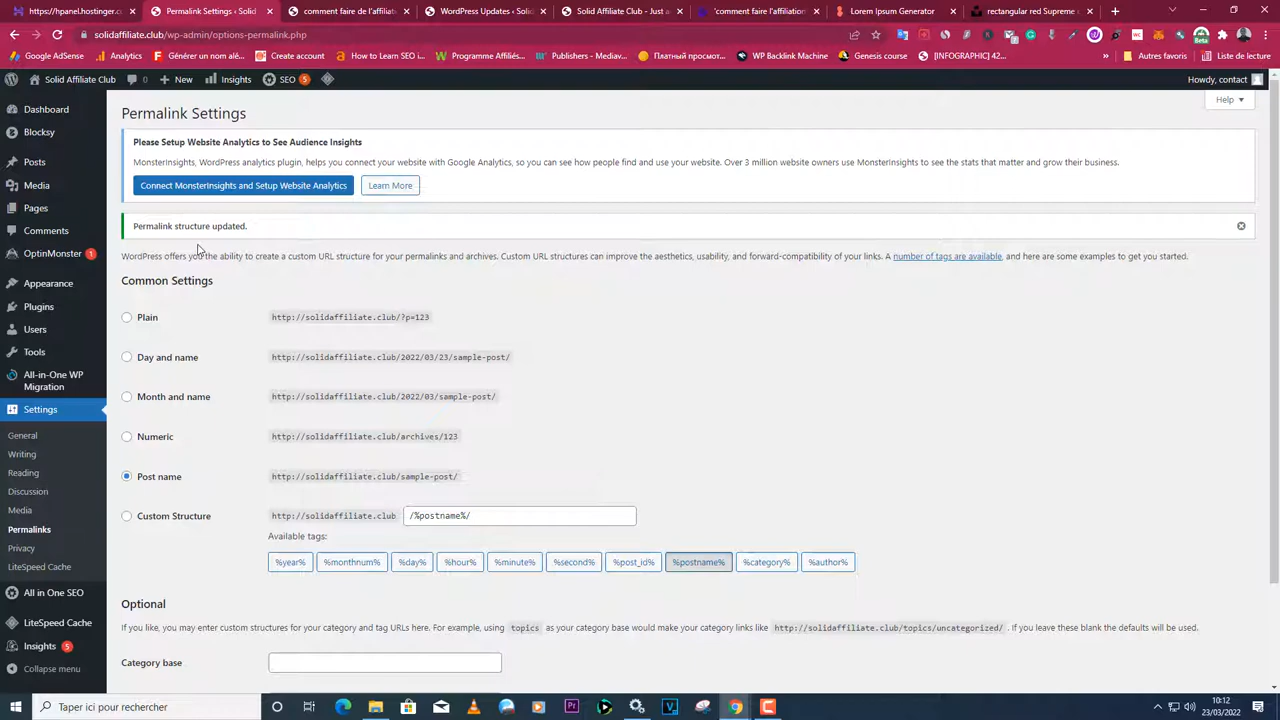 https://hpanel.hostinger.co
Permalink Settings ‹ Solid
comment faire de l'affiliate
WordPress Updates ‹ Solid
Solid Affiliate Club - Just a
'comment faire l'affiliation
Lorem Ipsum Generator
rectangular red Supreme
solidaffiliate.club/wp-admin/options-permalink.php
Google AdSense
Analytics
Course and Coachin
How to Learn SEO i
Programme Affiliés
Publishers - Mediav
Платный просмотр
WP Backlink Machine
Genesis course
[INFOGRAPHIC] 42
Autres favoris
Liste de lecture
Solid Affiliate Club
0
New
Insights
SEO
5
Howdy, contact
Dashboard
Blocksy
Posts
Media
Pages
Comments
OptinMonster
1
Appearance
Plugins
Users
Tools
All-in-One WP
Migration
Settings
General
Writing
Reading
Discussion
Media
Permalinks
Privacy
LiteSpeed Cache
All in One SEO
LiteSpeed Cache
Insights
5
Collapse menu
Help
Permalink Settings
Please Setup Website Analytics to See Audience Insights
MonsterInsights, WordPress analytics plugin, helps you connect your website with Google Analytics, so you can see how people find and use your website. Over 3 million website owners use MonsterInsights to see the stats that matter and grow their business.
Connect MonsterInsights and Setup Website Analytics
Learn More
Permalink structure updated.
WordPress offers you the ability to create a custom URL structure for your permalinks and archives. Custom URL structures can improve the aesthetics, usability, and forward-compatibility of your links. A number of tags are available, and here are some examples to get you started.
Common Settings
Plain http://solidaffiliate.club/?p=123
Day and name http://solidaffiliate.club/2022/03/23/sample-post/
Month and name http://solidaffiliate.club/2022/03/sample-post/
Numeric http://solidaffiliate.club/archives/123
Post name http://solidaffiliate.club/sample-post/
Custom Structure http://solidaffiliate.club /%postname%/
Available tags:
%year% %monthnum% %day% %hour% %minute% %second% %post_id% %postname% %category% %author%
Optional
If you like, you may enter custom structures for your category and tag URLs here. For example, using topics as your category base would make your category links like http://solidaffiliate.club/topics/uncategorized/ . If you leave these blank the defaults will be used.
Category base
Taper ici pour rechercher
10:12
23/03/2022